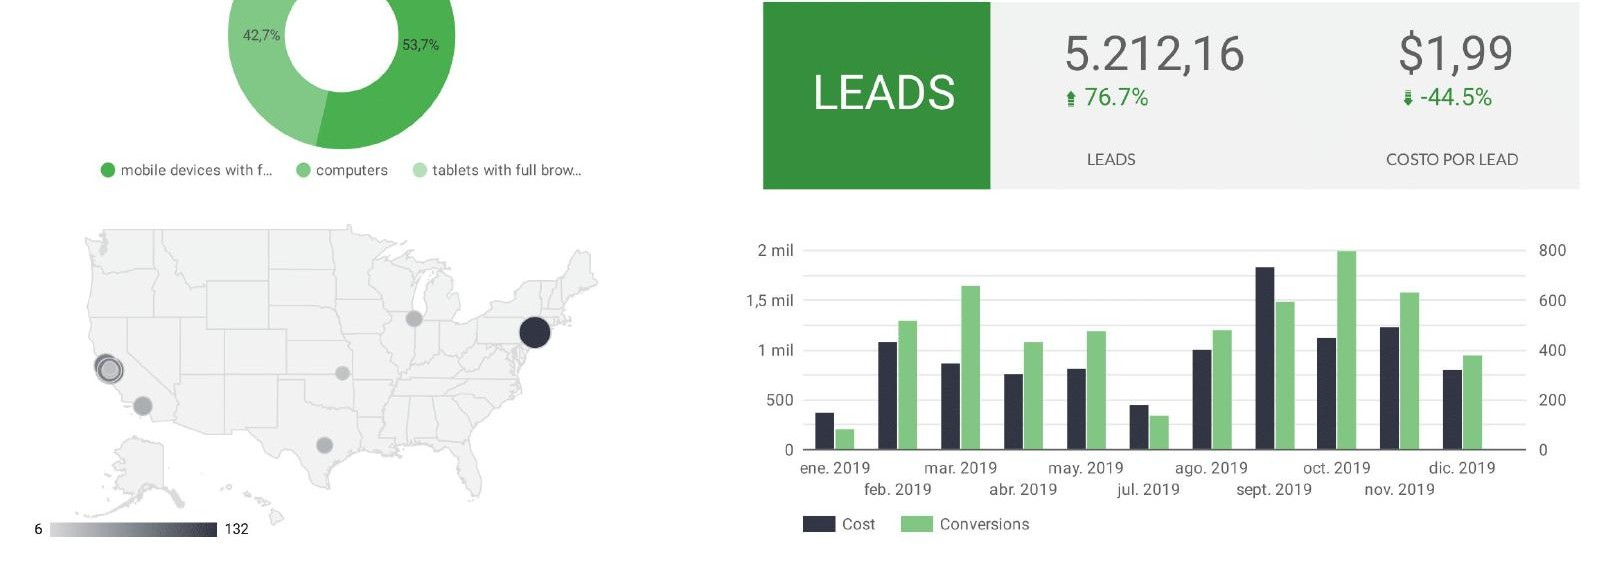 42,7%
53,7%
mobile devices with f...
computers
tablets with full brow...
6
132
LEADS
5.212,16
76.7%
LEADS
$1,99
-44.5%
COSTO POR LEAD
2 mil
1,5 mil
1 mil
500
0
800
600
400
200
0
ene. 2019
feb. 2019
mar. 2019
abr. 2019
may. 2019
jul. 2019
ago. 2019
sept. 2019
oct. 2019
nov. 2019
dic. 2019
Cost
Conversions